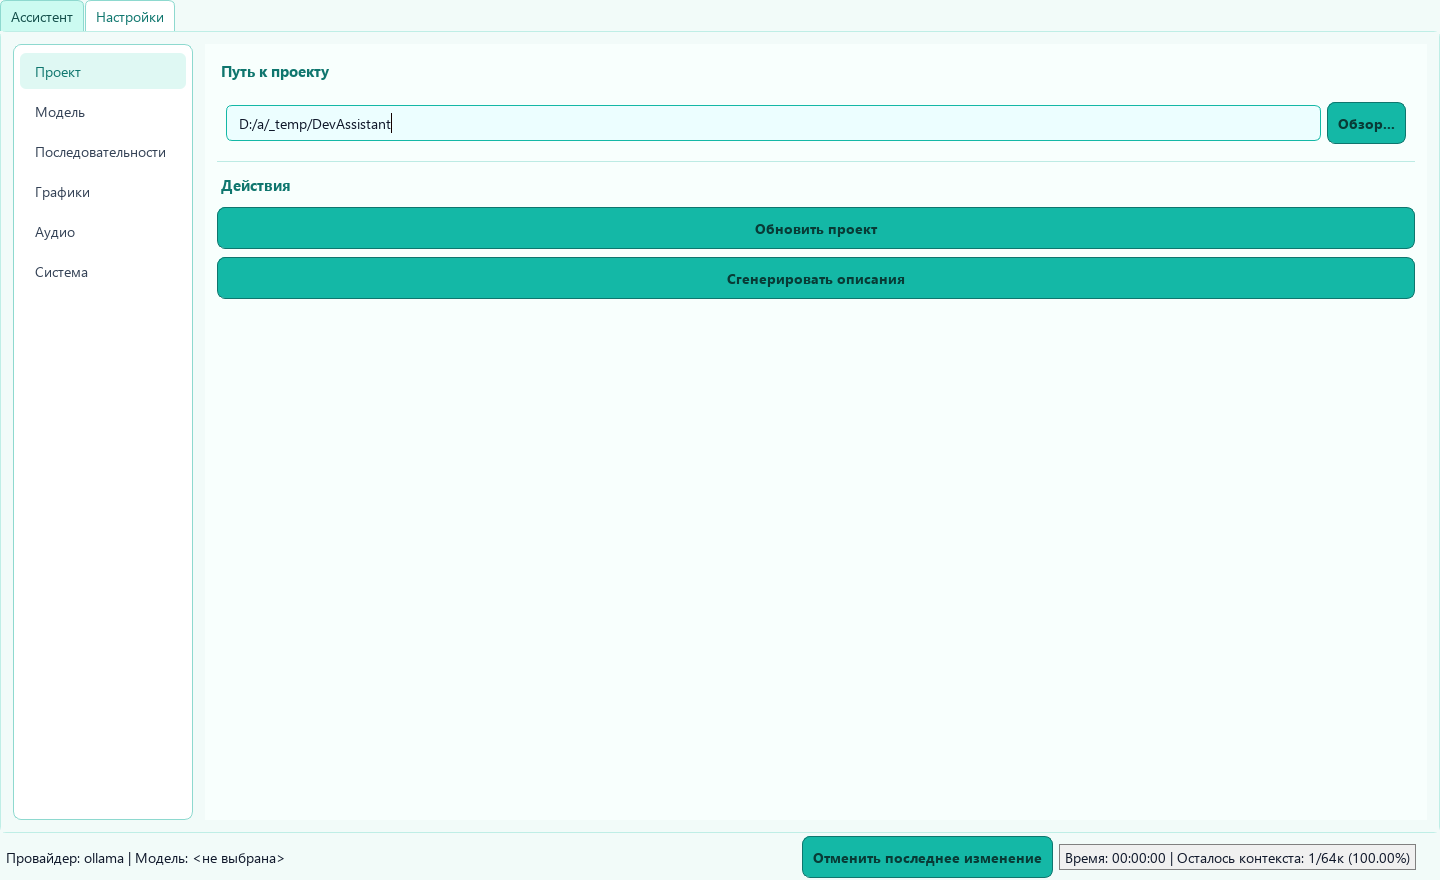 Ассистент
Настройки
Проект
Модель
Последовательности
Графики
Аудио
Система
Путь к проекту
D:/a/_temp/DevAssistant
Обзор...
Действия
Обновить проект
Сгенерировать описания
Провайдер: ollama | Модель: <не выбрана>
Отменить последнее изменение
Время: 00:00:00 | Осталось контекста: 1/64к (100.00%)